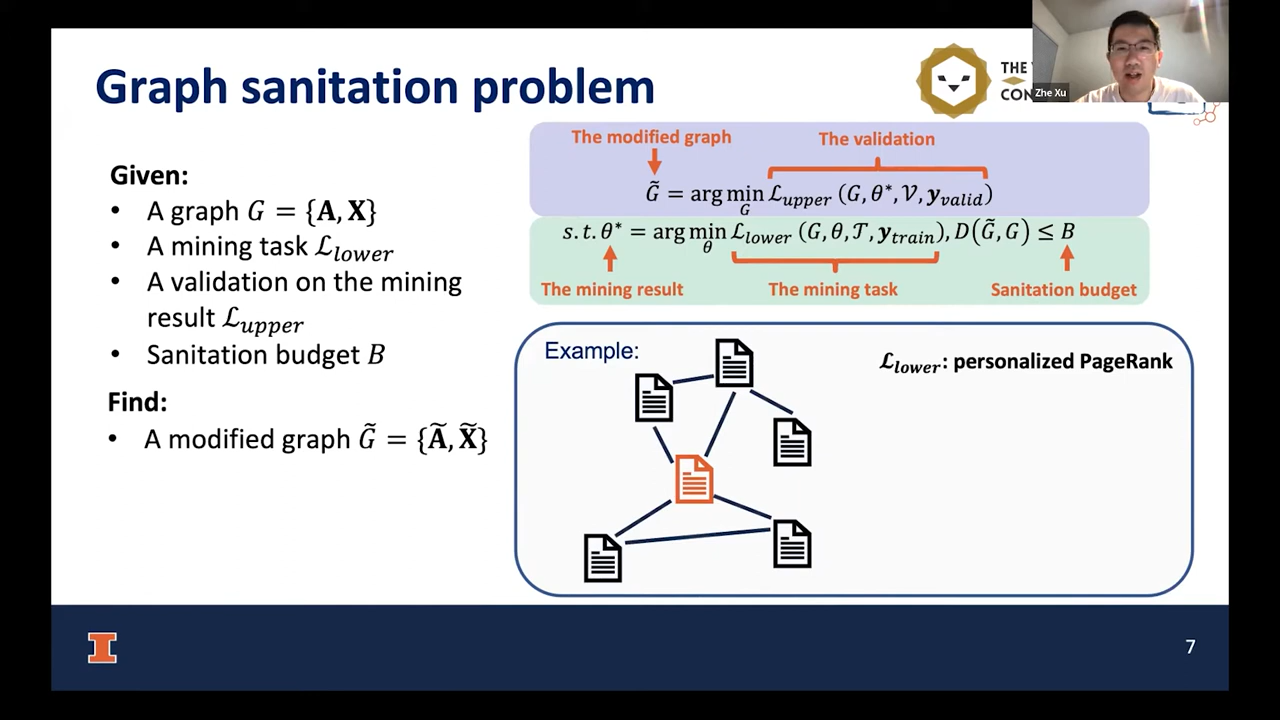 Graph sanitation problem
THE
CON
Zhe Xu
Given:
• A graph G = {A, X}
• A mining task ℒ_lower
• A validation on the mining
result ℒ_upper
• Sanitation budget B
Find:
• A modified graph G̃ = {Ã, X̃}
The modified graph
The validation
G̃ = arg min_G ℒ_upper (G, θ*, 𝒱, y_valid)
s.t. θ* = arg min_θ ℒ_lower (G, θ, 𝒯, y_train), D(G̃, G) ≤ B
The mining result
The mining task
Sanitation budget
Example:
ℒ_lower: personalized PageRank
I
7